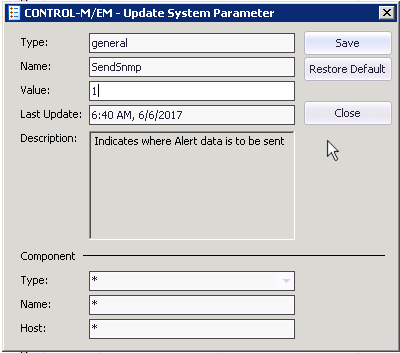 CONTROL-M/EM - Update System Parameter
Type: general
Save
Name: SendSnmp
Restore Default
Value: 1
Last Update: 6:40 AM, 6/6/2017
Close
Description: Indicates where Alert data is to be sent
Component
Type: *
Name: *
Host: *